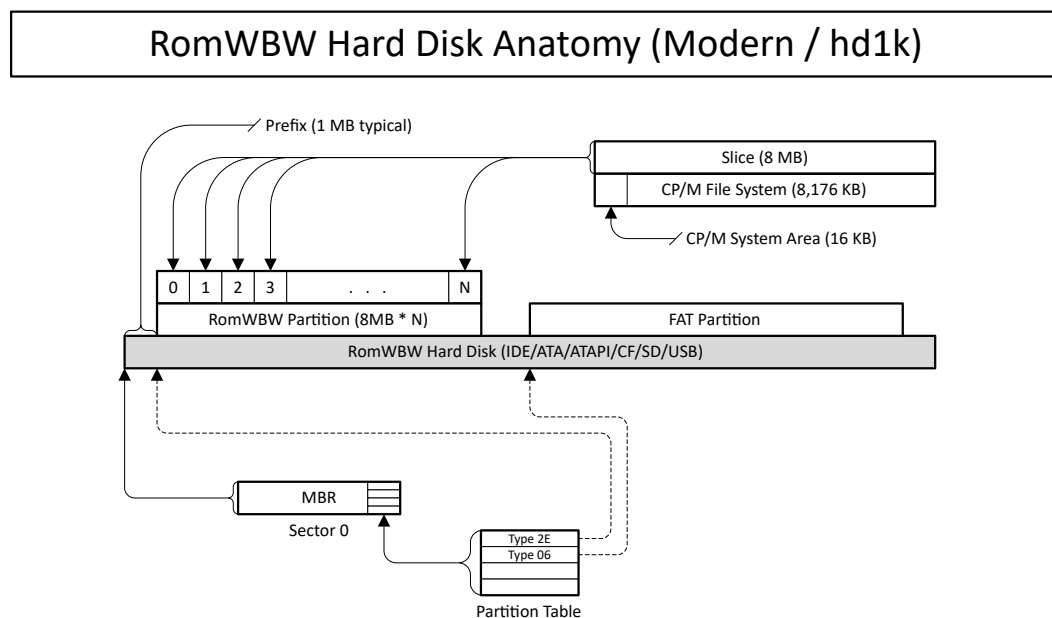 RomWBW Hard Disk Anatomy (Modern / hd1k)
Prefix (1 MB typical)
Slice (8 MB)
CP/M File System (8,176 KB)
CP/M System Area (16 KB)
0 1 2 3 . . . N
RomWBW Partition (8MB * N)
FAT Partition
RomWBW Hard Disk (IDE/ATA/ATAPI/CF/SD/USB)
MBR
Sector 0
Type 2E
Type 06
Partition Table